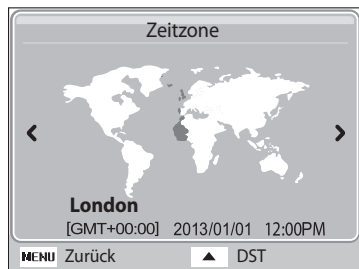 Zeitzone
London
[GMT+00:00] 2013/01/01 12:00PM
MENU Zurück ▲ DST